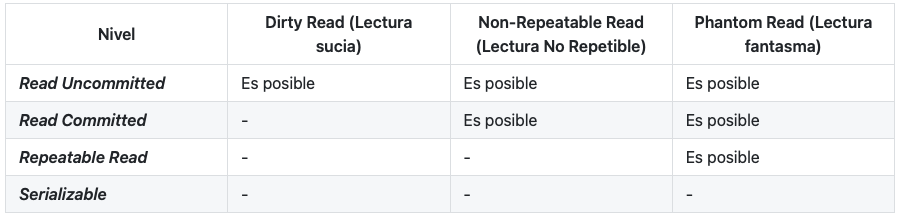 Nivel Dirty Read (Lectura sucia) Non-Repeatable Read (Lectura No Repetible) Phantom Read (Lectura fantasma)
Read Uncommitted Es posible Es posible Es posible
Read Committed - Es posible Es posible
Repeatable Read - - Es posible
Serializable - - -